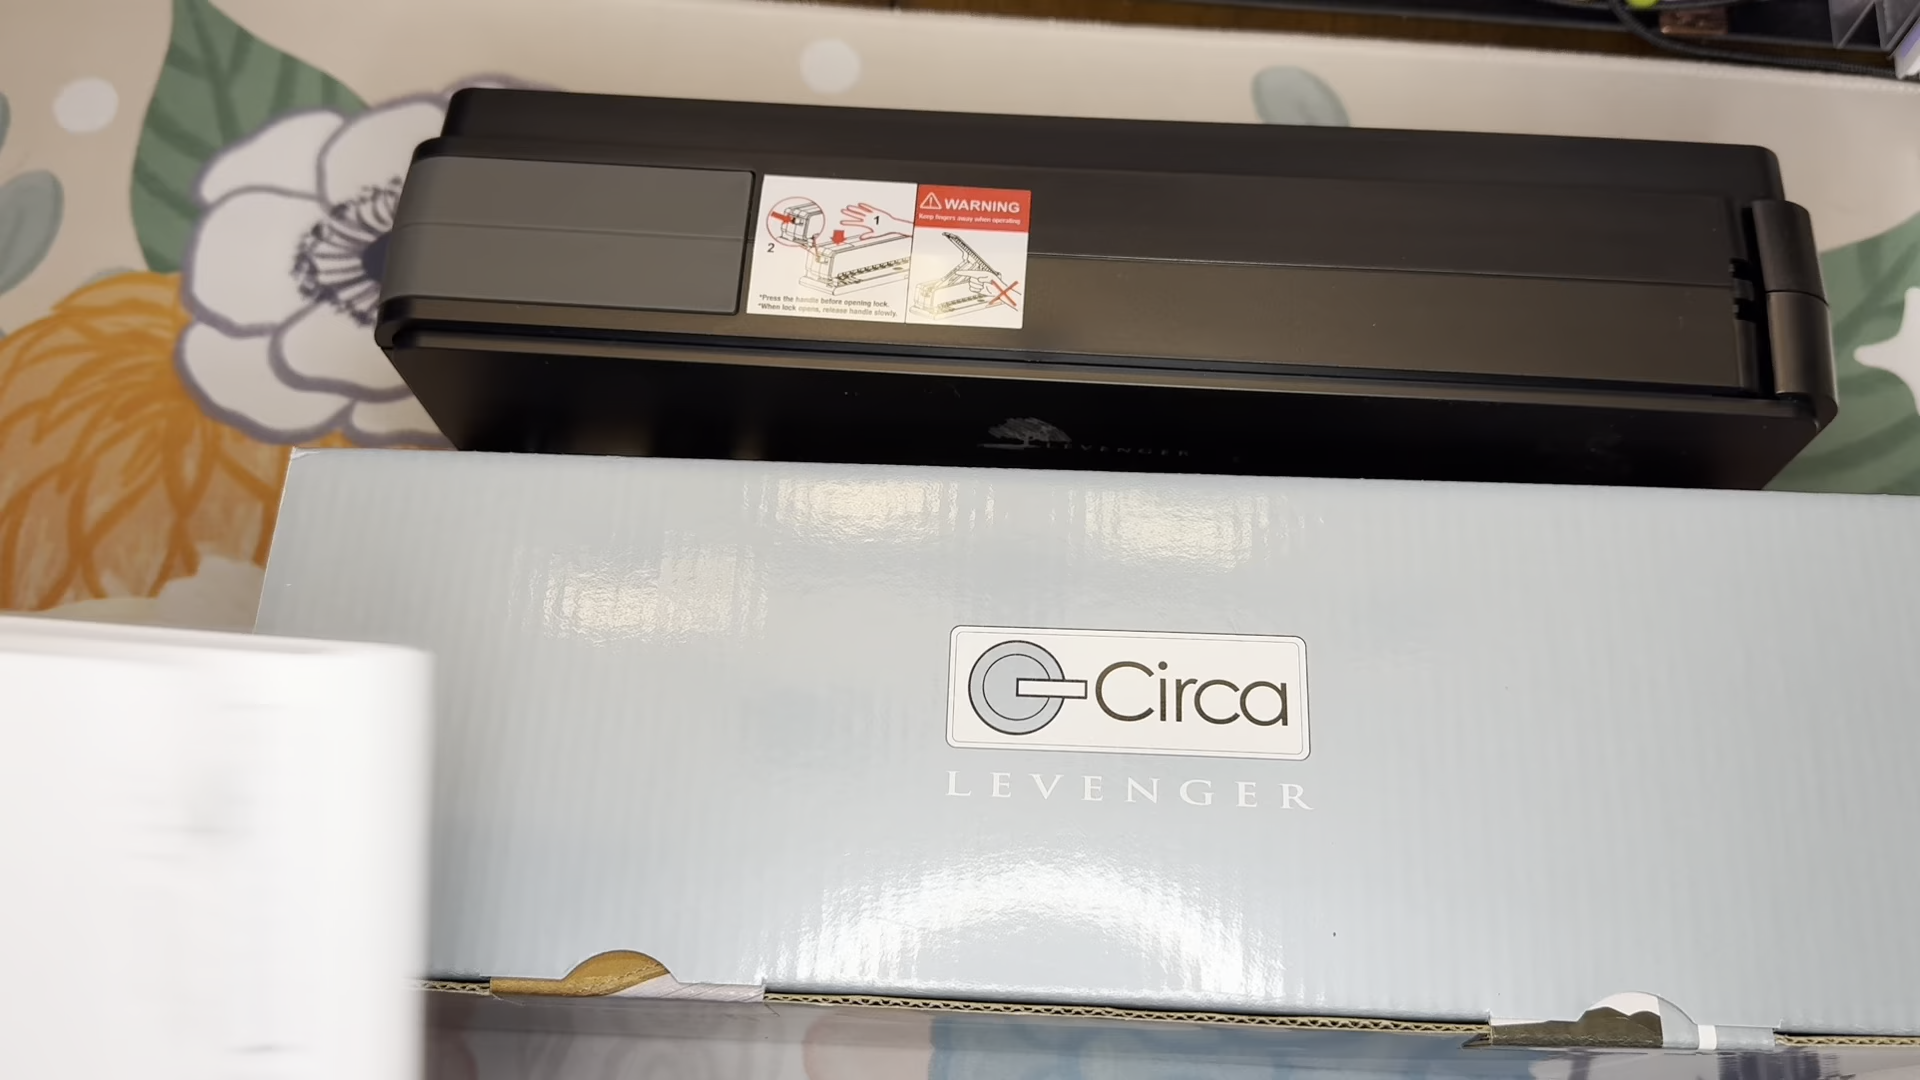 WARNING
Keep fingers away when operating
1
2
*Press the handle before opening lock.
*When lock opens, release handle slowly.
LEVENGER
Circa
LEVENGER